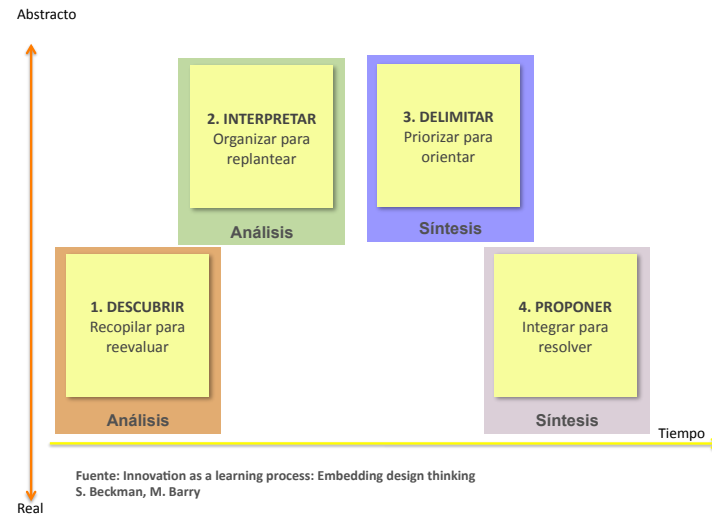 Abstracto
2. INTERPRETAR
Organizar para
replantear
Análisis
3. DELIMITAR
Priorizar para
orientar
Síntesis
1. DESCUBRIR
Recopilar para
reevaluar
Análisis
4. PROPONER
Integrar para
resolver
Síntesis
Tiempo
Fuente: Innovation as a learning process: Embedding design thinking
S. Beckman, M. Barry
Real